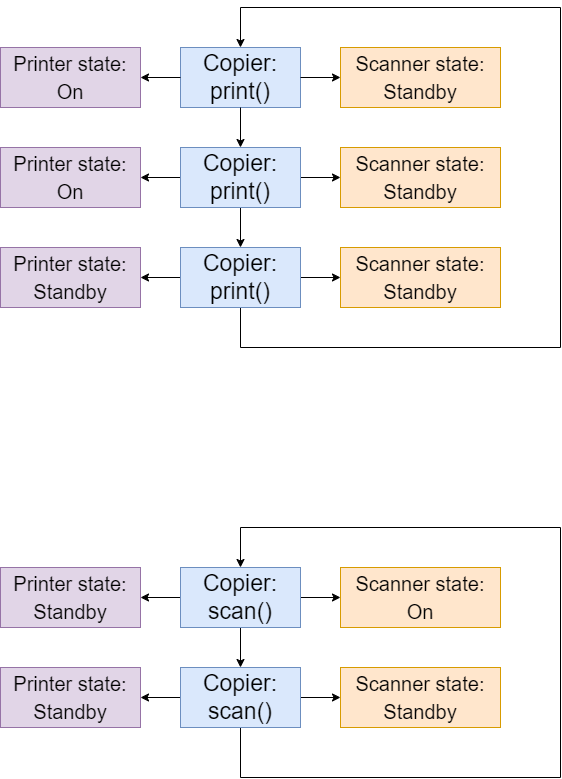 Printer state:
On
Copier:
print()
Scanner state:
Standby
Printer state:
On
Copier:
print()
Scanner state:
Standby
Printer state:
Standby
Copier:
print()
Scanner state:
Standby
Printer state:
Standby
Copier:
scan()
Scanner state:
On
Printer state:
Standby
Copier:
scan()
Scanner state:
Standby